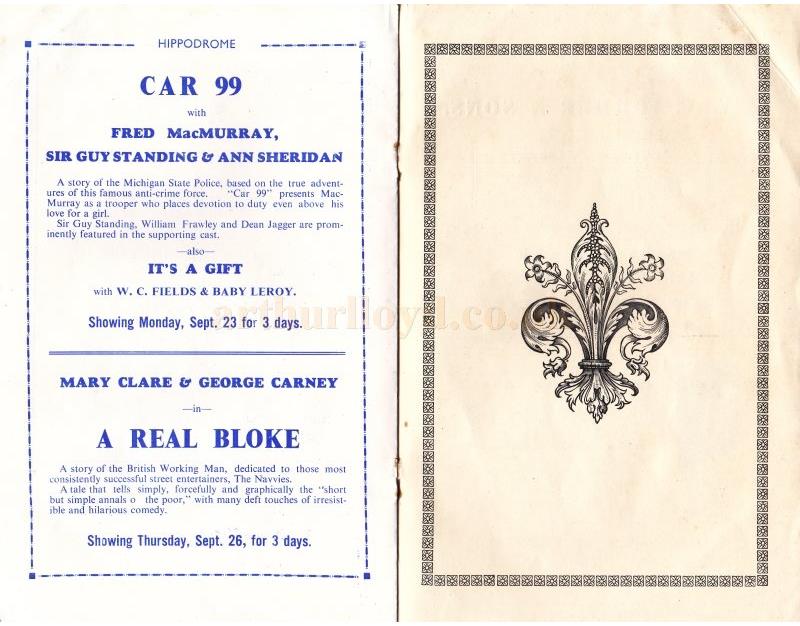 HIPPODROME
CAR 99
with
FRED MacMURRAY,
SIR GUY STANDING & ANN SHERIDAN
A story of the Michigan State Police, based on the true advent-
ures of this famous anti-crime force. "Car 99" presents Mac-
Murray as a trooper who places devotion to duty even above his
love for a girl.
Sir Guy Standing, William Frawley and Dean Jagger are prom-
inently featured in the supporting cast.
—also—
IT'S A GIFT
with W. C. FIELDS & BABY LEROY.
arthurlloyd.co.uk
Showing Monday, Sept. 23 for 3 days.
MARY CLARE & GEORGE CARNEY
—in—
A REAL BLOKE
A story of the British Working Man, dedicated to those most
consistently successful street entertainers, The Navvies.
A tale that tells simply, forcefully and graphically the "short
but simple annals o the poor," with many deft touches of irresist-
ible and hilarious comedy.
Showing Thursday, Sept. 26, for 3 days.